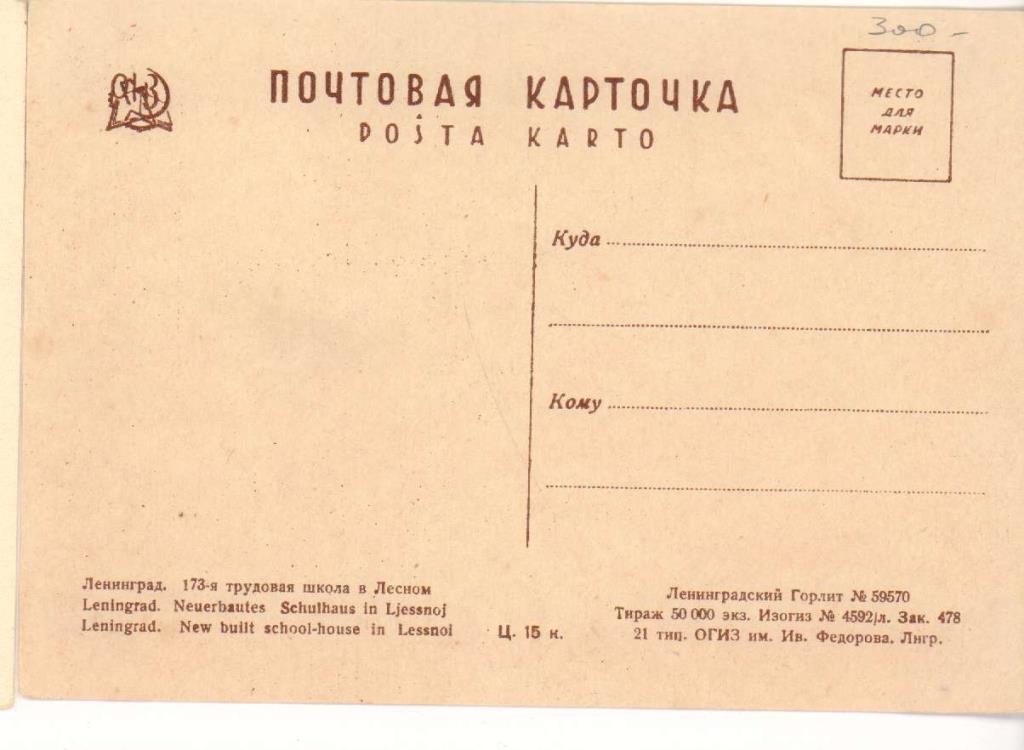 300 -
ПОЧТОВАЯ КАРТОЧКА
POŜTA KARTO
МЕСТО
ДЛЯ
МАРКИ
Куда
Кому
Ленинград. 173-я трудовая школа в Лесном
Leningrad. Neuerbautes Schulhaus in Ljessnoj
Leningrad. New built school-house in Lessnoi
Ц. 15 к.
Ленинградский Горлит № 59570
Тираж 50 000 экз. Изогиз № 4592/л. Зак. 478
21 тип. ОГИЗ им. Ив. Федорова. Лнгр.